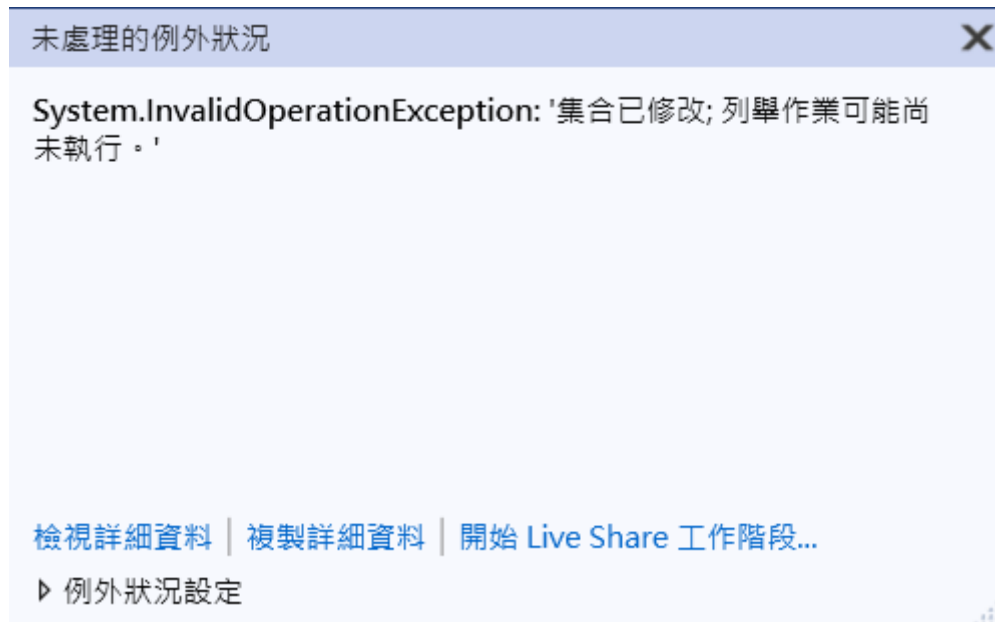 未處理的例外狀況
System.InvalidOperationException: '集合已修改; 列舉作業可能尚
未執行。'
檢視詳細資料 | 複製詳細資料 | 開始 Live Share 工作階段...
例外狀況設定